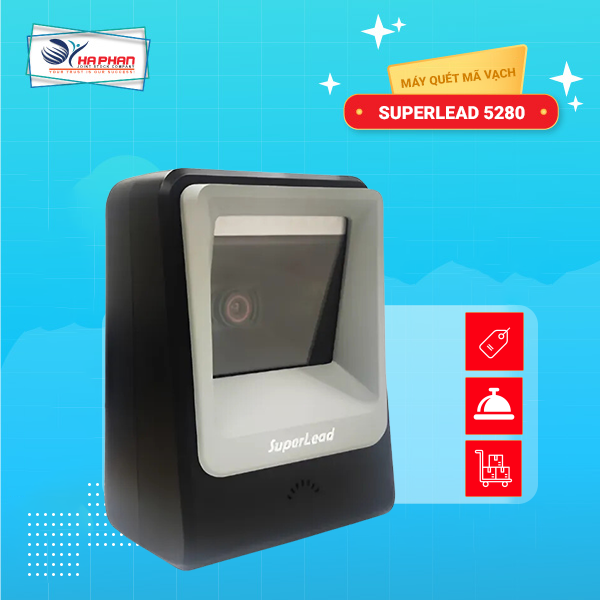 HA PHAN
JOINT STOCK COMPANY
YOUR TRUST IS OUR SUCCESS!
MÁY QUÉT MÃ VẠCH
SUPERLEAD 5280
SuperLead